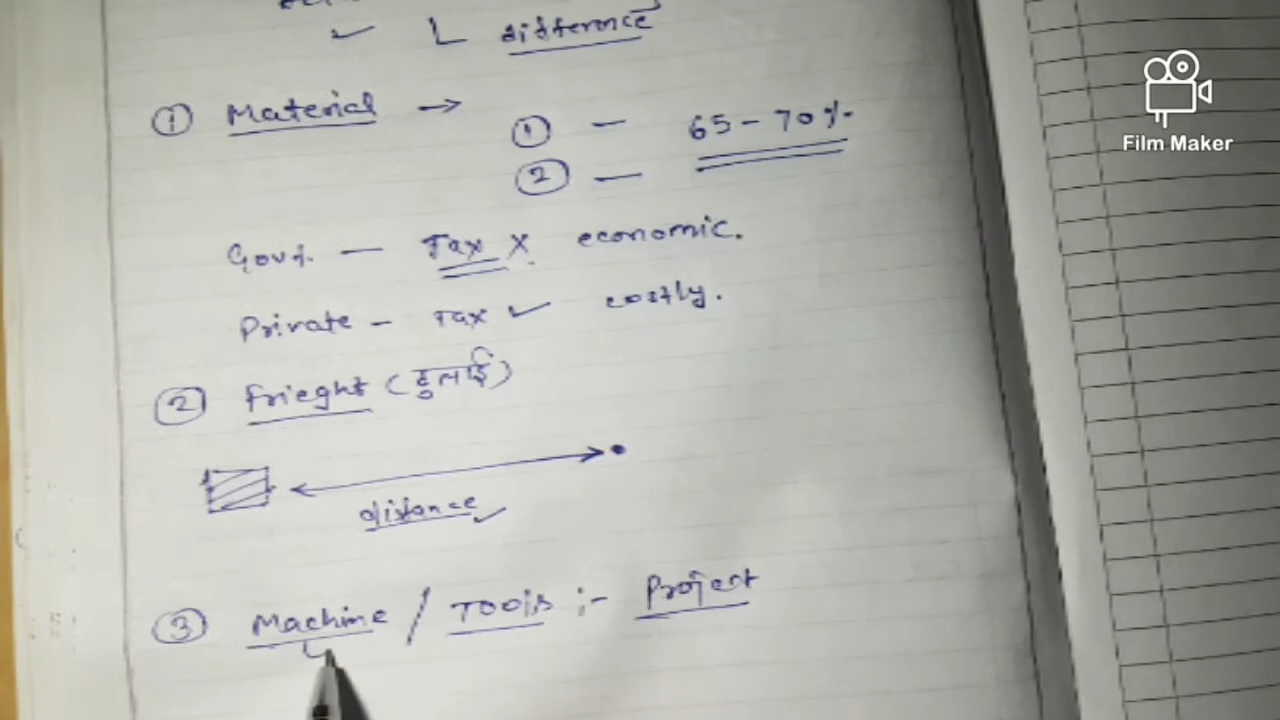 ✓ L difference
① Material →
① — 65-70%
② —
Govt. — Tax X economic.
Private - Tax ✓ costly.
② Frieght (ढुलाई)
distance ✓
③ Machine / Tools :- Project
Film Maker